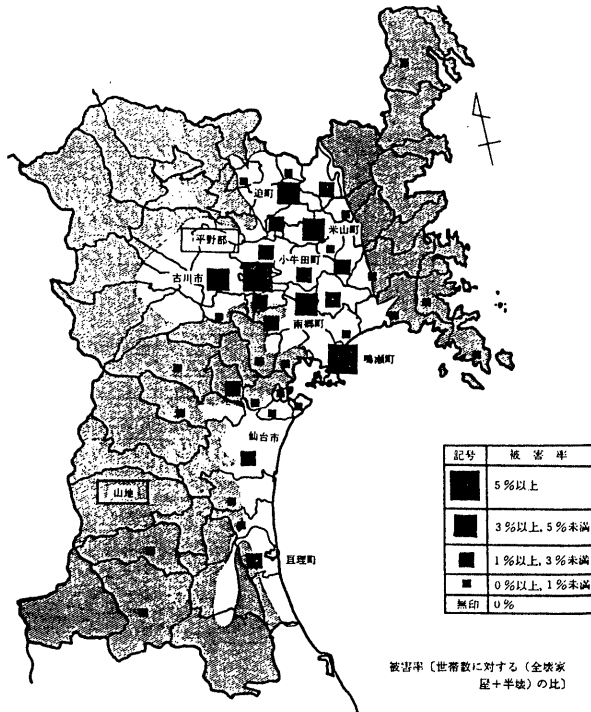 迫町
米山町
平野部
小牛田町
古川市
南郷町
鳴瀬町
仙台市
山地
亘理町
記号 被害率
5%以上
3%以上,5%未満
1%以上,3%未満
0%以上,1%未満
無印 0%
被害率〔世帯数に対する(全壊家
屋+半壊)の比〕